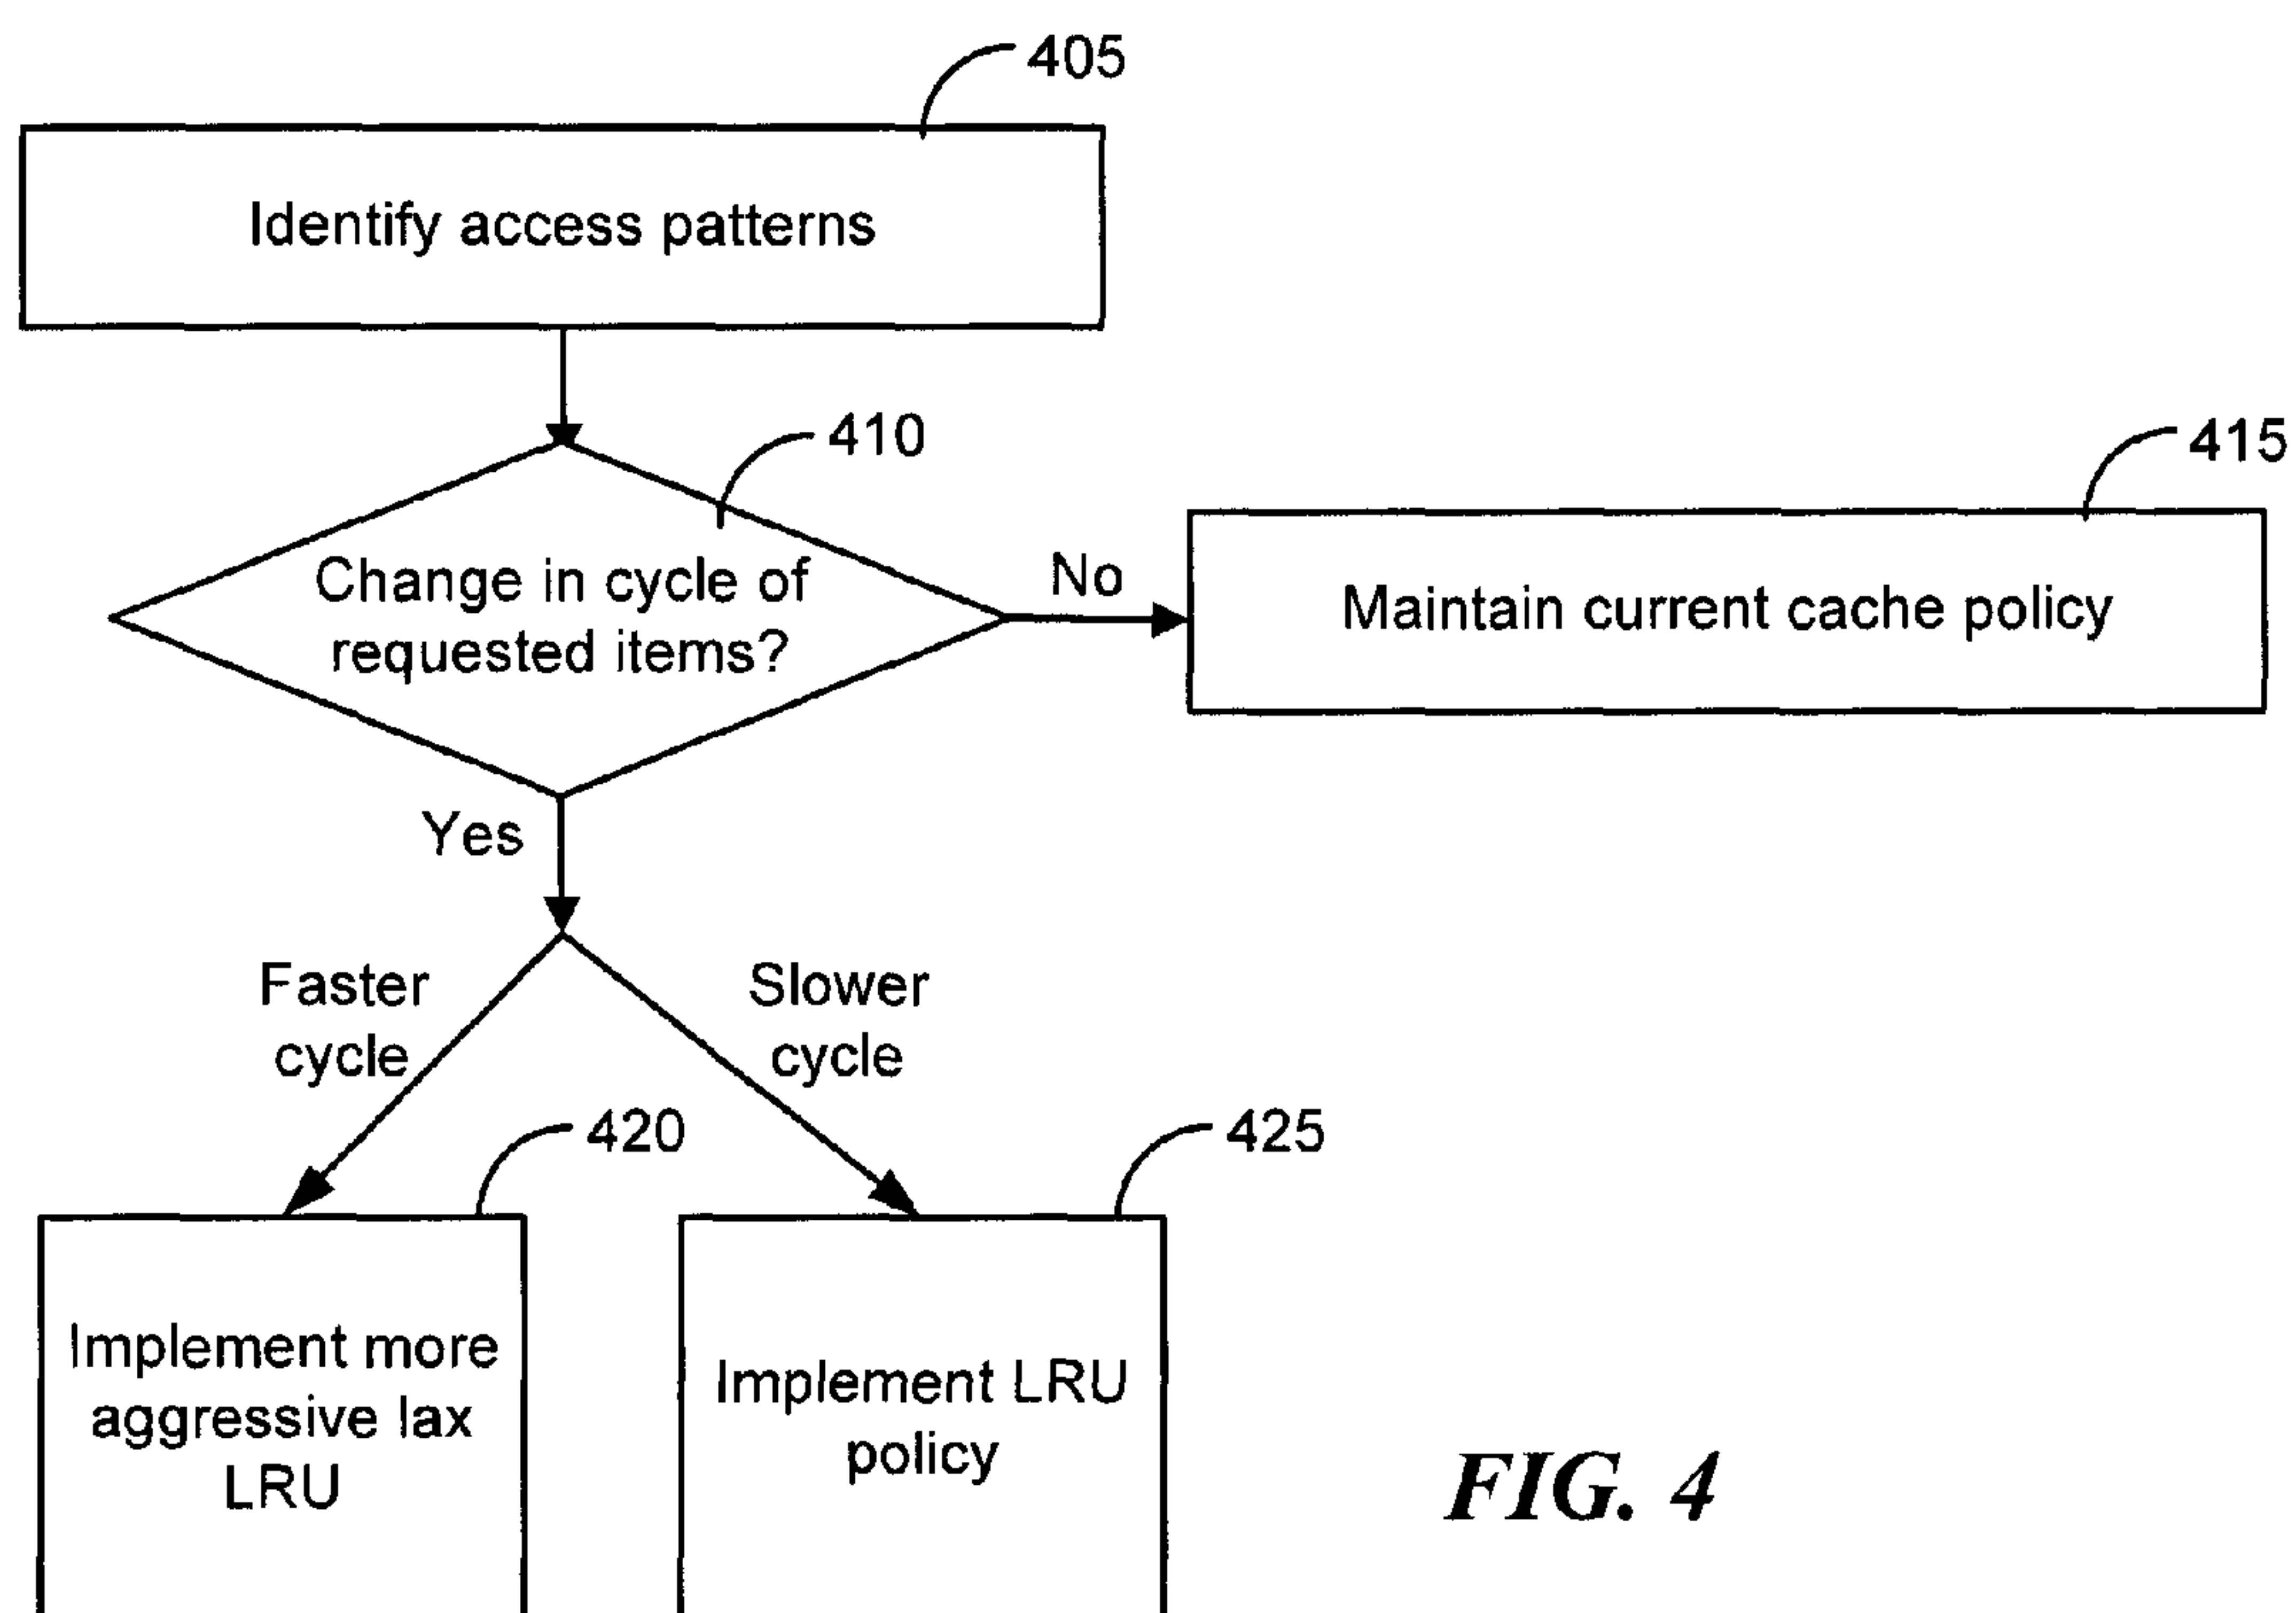 405
Identify access patterns
410
415
Change in cycle of
requested items?
No
Maintain current cache policy
Yes
Faster
cycle
Slower
cycle
420
425
Implement more
aggressive lax
LRU
Implement LRU
policy
FIG. 4